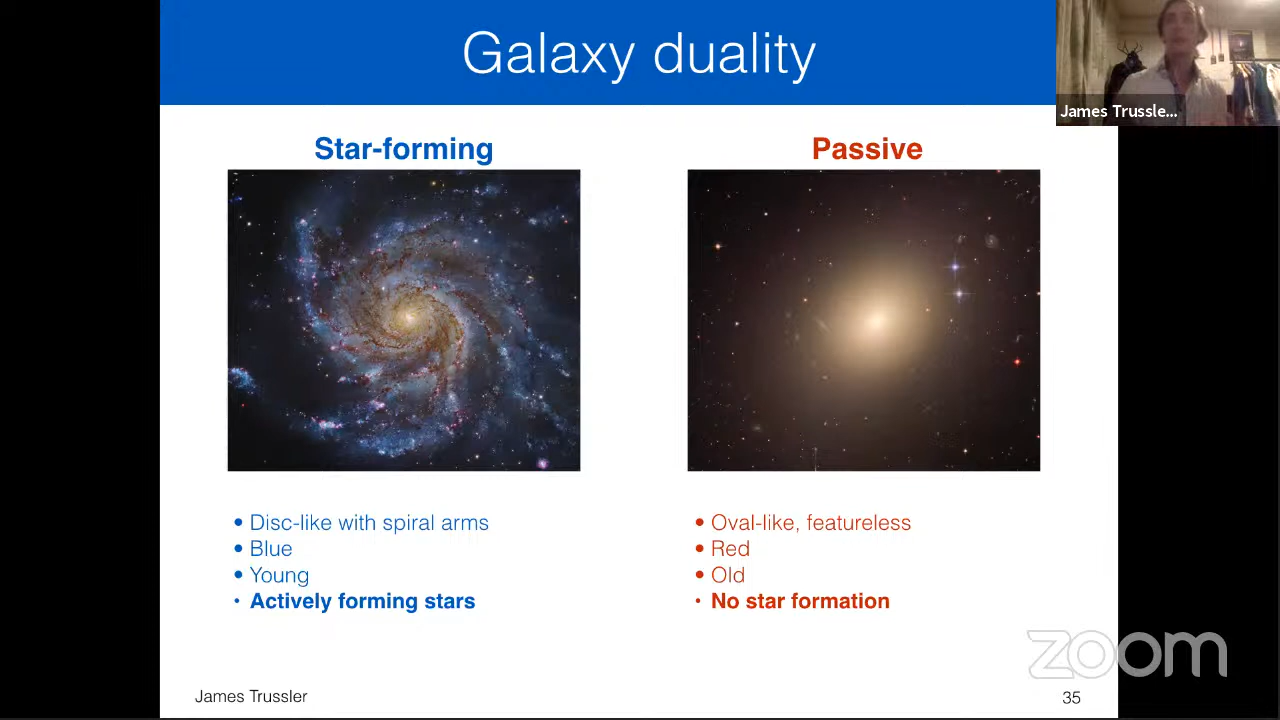 Galaxy duality
James Trussle...
Star-forming
Passive
• Disc-like with spiral arms
• Blue
• Young
• Actively forming stars
• Oval-like, featureless
• Red
• Old
• No star formation
zoom
James Trussler
35